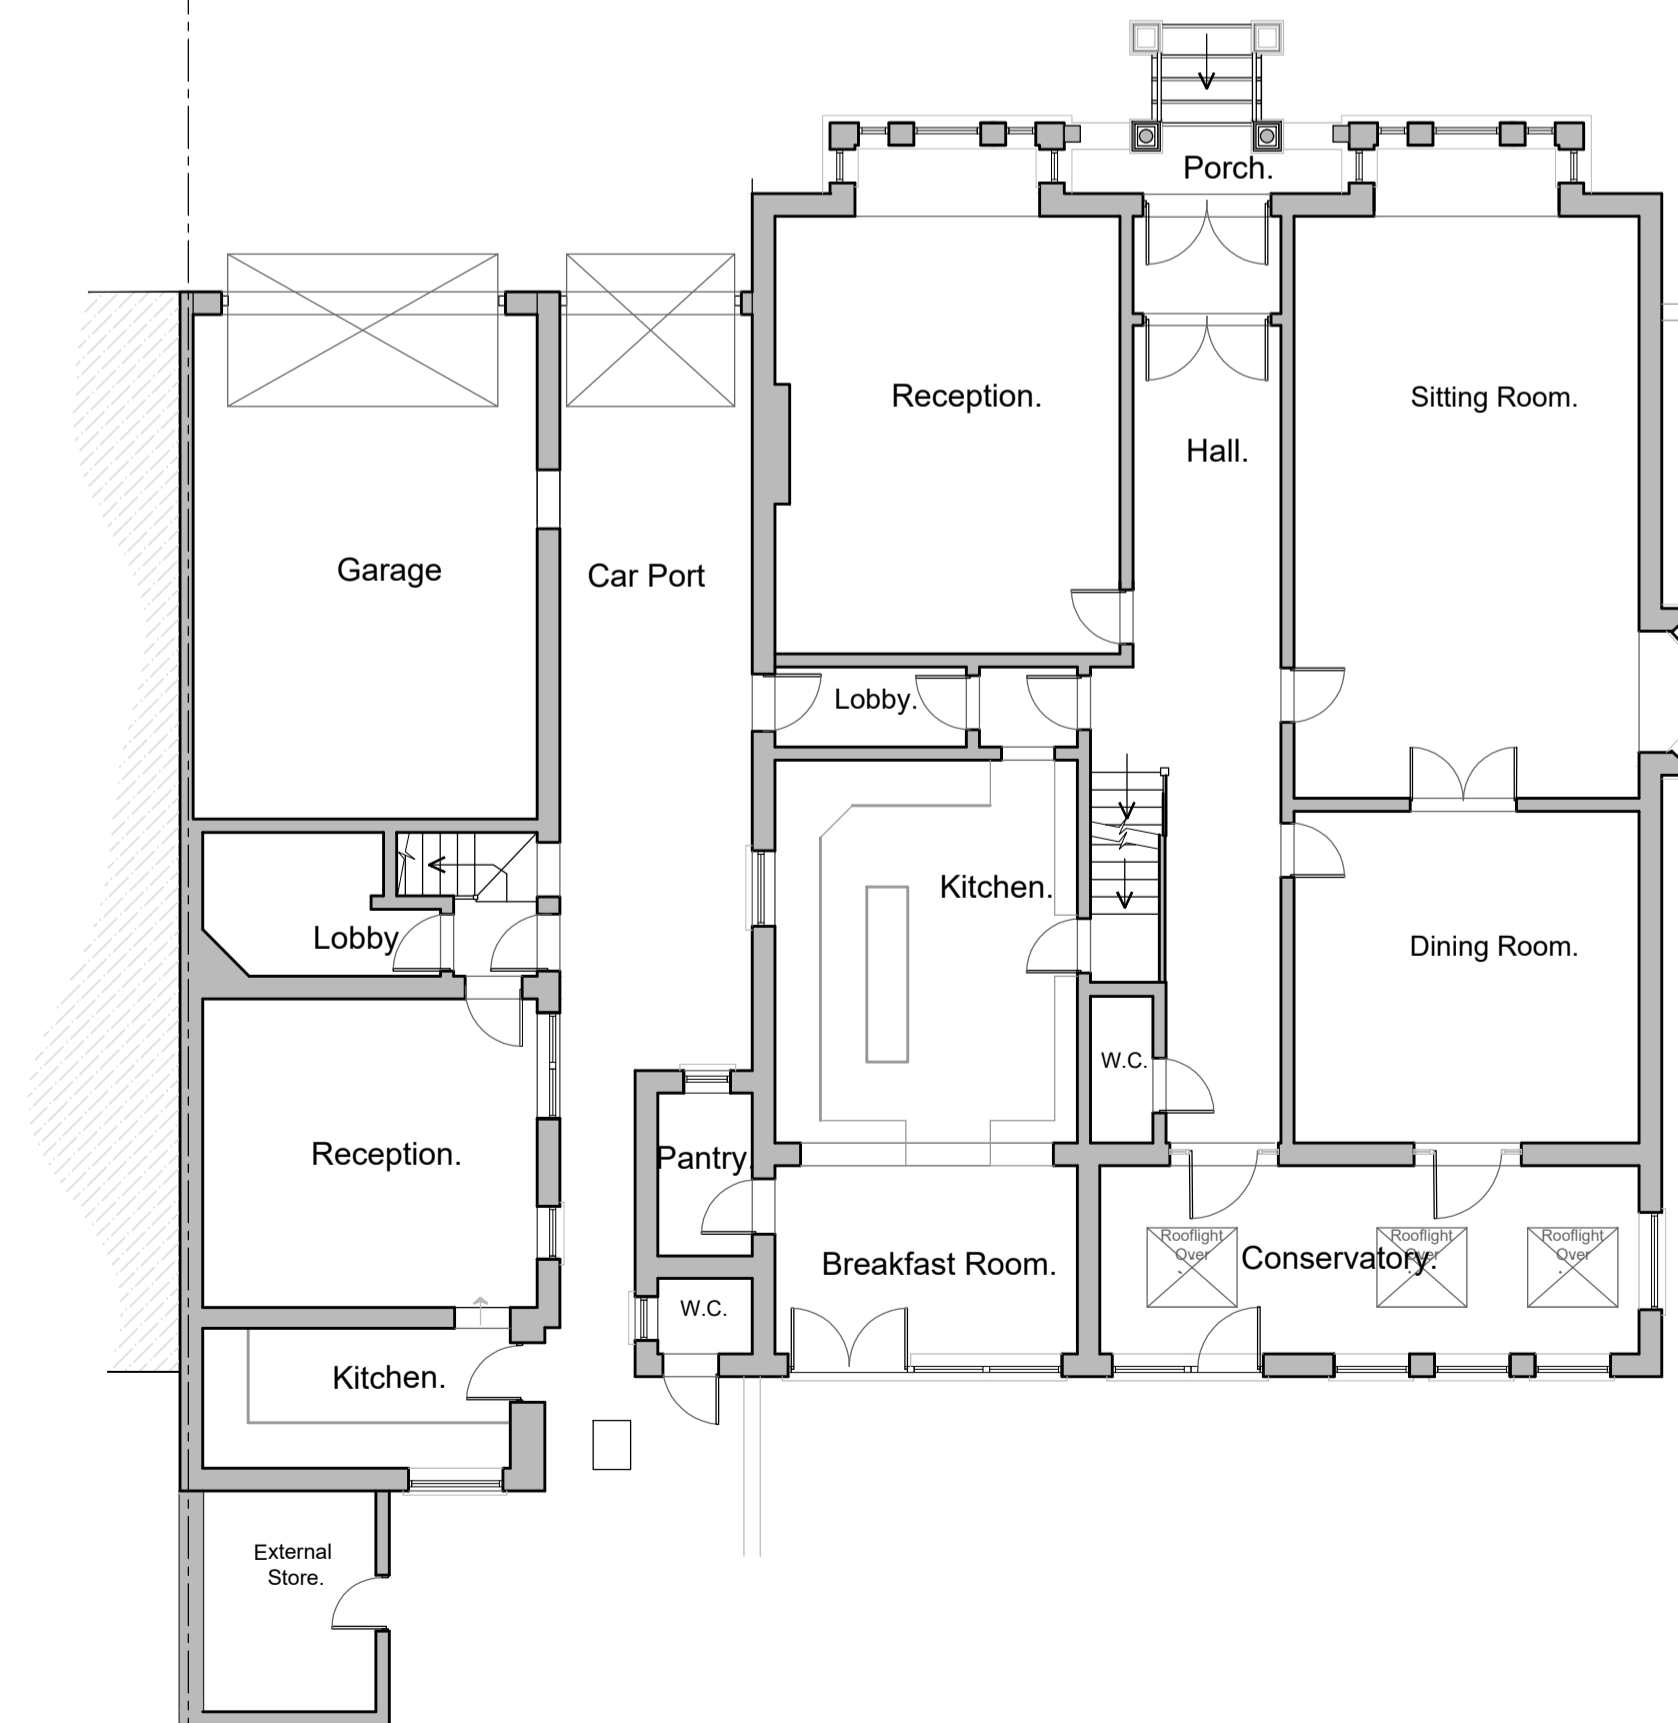 Porch.
Reception.
Sitting Room.
Hall.
Garage
Car Port
Lobby.
Kitchen.
Lobby
Dining Room.
W.C.
Reception.
Pantry.
Rooflight
Over
Rooflight
Over
Rooflight
Over
Breakfast Room.
Conservatory.
W.C.
Kitchen.
External
Store.